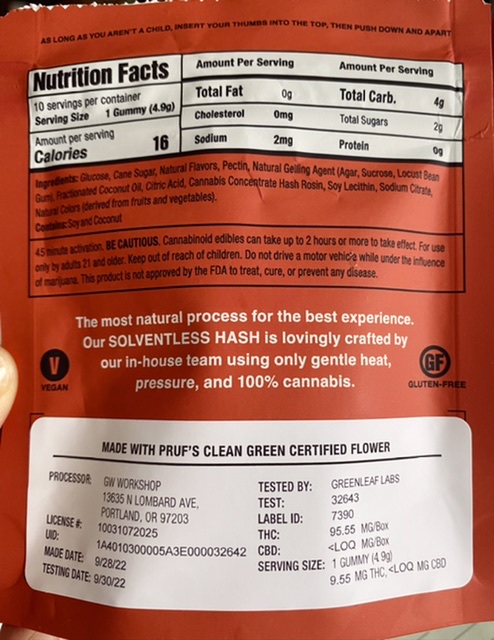 AS LONG AS YOU AREN'T A CHILD, INSERT YOUR THUMBS INTO THE TOP, THEN PUSH DOWN AND APART
Nutrition Facts
10 servings per container
Serving Size 1 Gummy (4.9g)
Amount per serving
Calories 16
Amount Per Serving Amount Per Serving
Total Fat 0g Total Carb. 4g
Cholesterol 0mg Total Sugars 2g
Sodium 2mg Protein 0g
Ingredients: Glucose, Cane Sugar, Natural Flavors, Pectin, Natural Gelling Agent (Agar, Sucrose, Locust Bean
Gum), Fractionated Coconut Oil, Citric Acid, Cannabis Concentrate Hash Rosin, Soy Lecithin, Sodium Citrate,
Natural Colors (derived from fruits and vegetables).
Contains: Soy and Coconut
45 minute activation. BE CAUTIOUS. Cannabinoid edibles can take up to 2 hours or more to take effect. For use
only by adults 21 and older. Keep out of reach of children. Do not drive a motor vehicle while under the influence
of marijuana. This product is not approved by the FDA to treat, cure, or prevent any disease.
The most natural process for the best experience.
Our SOLVENTLESS HASH is lovingly crafted by
our in-house team using only gentle heat,
pressure, and 100% cannabis.
V
VEGAN
GF
GLUTEN-FREE
MADE WITH PRUF'S CLEAN GREEN CERTIFIED FLOWER
PROCESSOR: GW WORKSHOP
13635 N LOMBARD AVE,
PORTLAND, OR 97203
LICENSE #: 10031072025
UID: 1A4010300005A3E000032642
MADE DATE: 9/28/22
TESTING DATE: 9/30/22
TESTED BY: GREENLEAF LABS
TEST: 32643
LABEL ID: 7390
THC: 95.55 MG/Box
CBD: <LOQ MG/Box
SERVING SIZE: 1 GUMMY (4.9g)
9.55 MG THC, <LOQ MG CBD